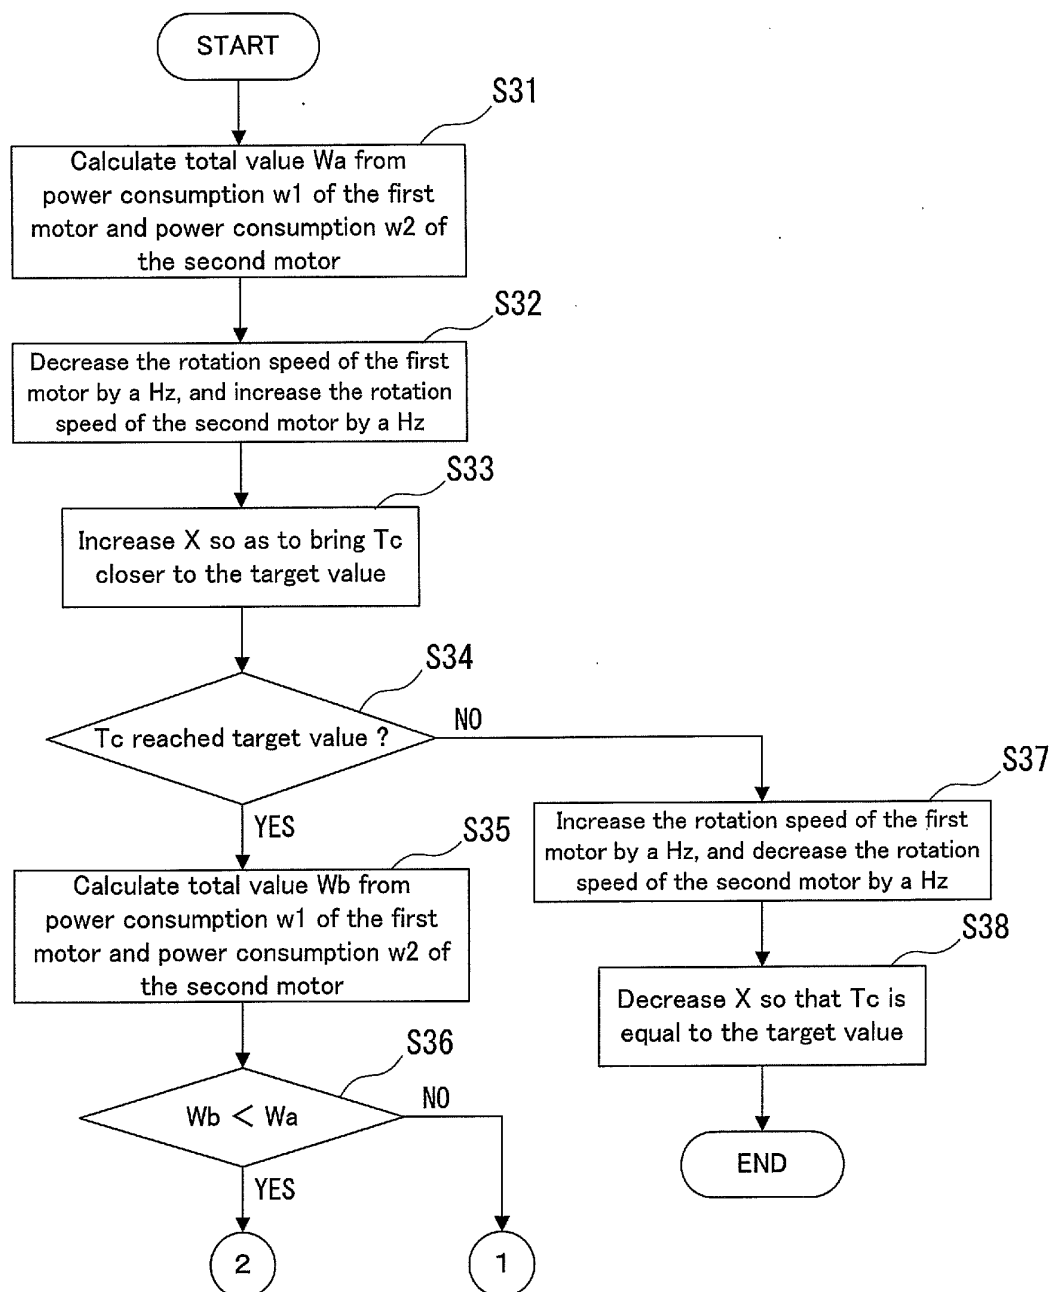 START
S31
Calculate total value Wa from
power consumption w1 of the first
motor and power consumption w2 of
the second motor
S32
Decrease the rotation speed of the first
motor by a Hz, and increase the rotation
speed of the second motor by a Hz
S33
Increase X so as to bring Tc
closer to the target value
S34
Tc reached target value ?
NO
YES
S37
Increase the rotation speed of the first
motor by a Hz, and decrease the rotation
speed of the second motor by a Hz
S35
Calculate total value Wb from
power consumption w1 of the first
motor and power consumption w2 of
the second motor
S38
Decrease X so that Tc is
equal to the target value
S36
Wb < Wa
NO
YES
END
2
1